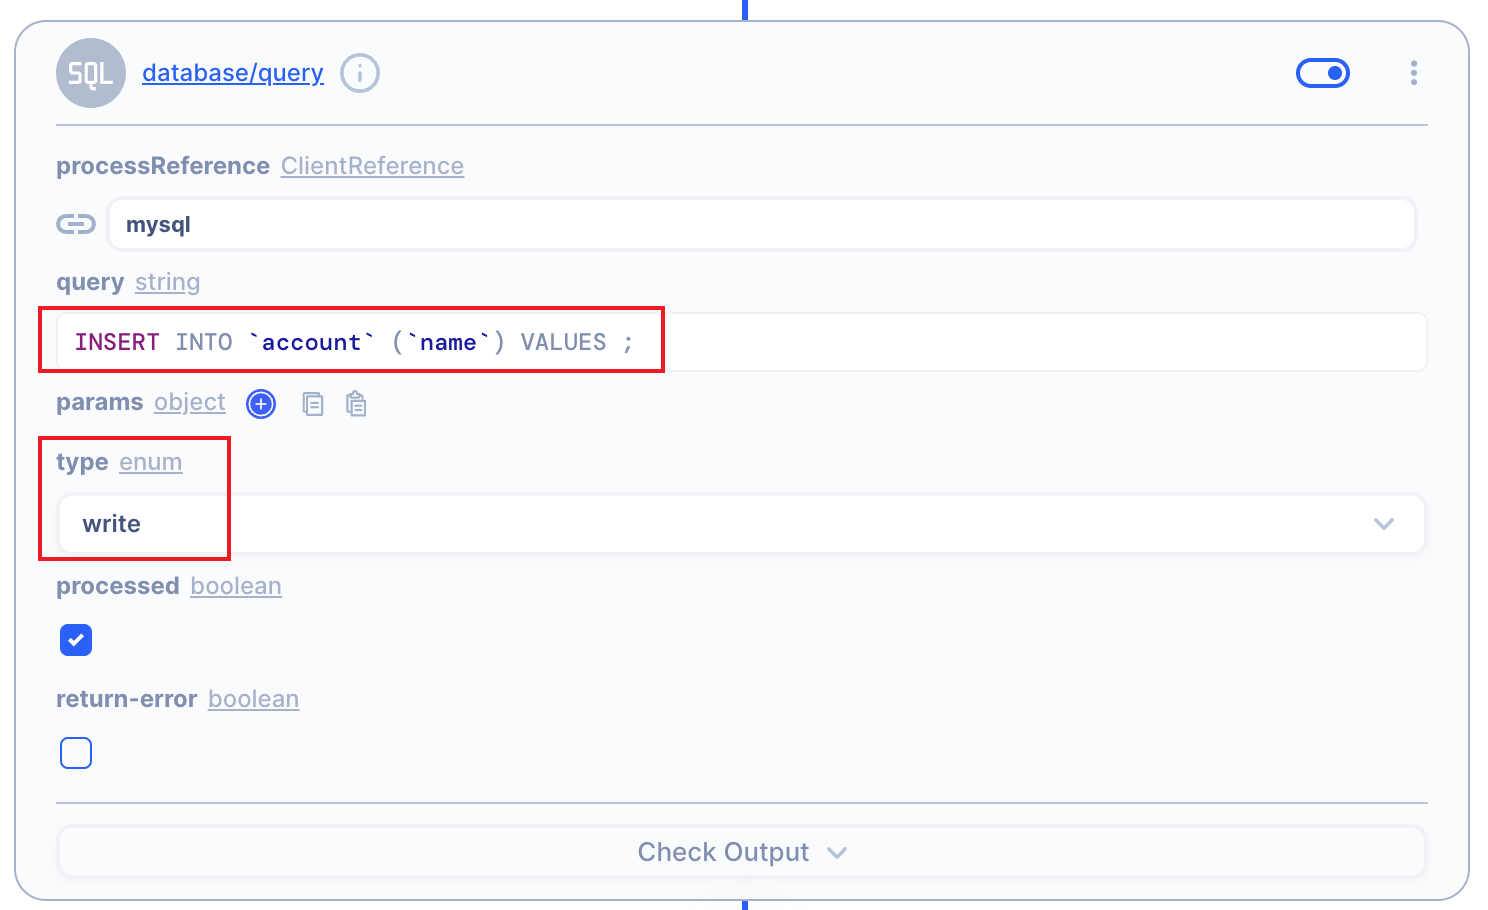 SQL database/query i
processReference ClientReference
mysql
query string
INSERT INTO `account` (`name`) VALUES ;
params object
type enum
write
processed boolean
return-error boolean
Check Output